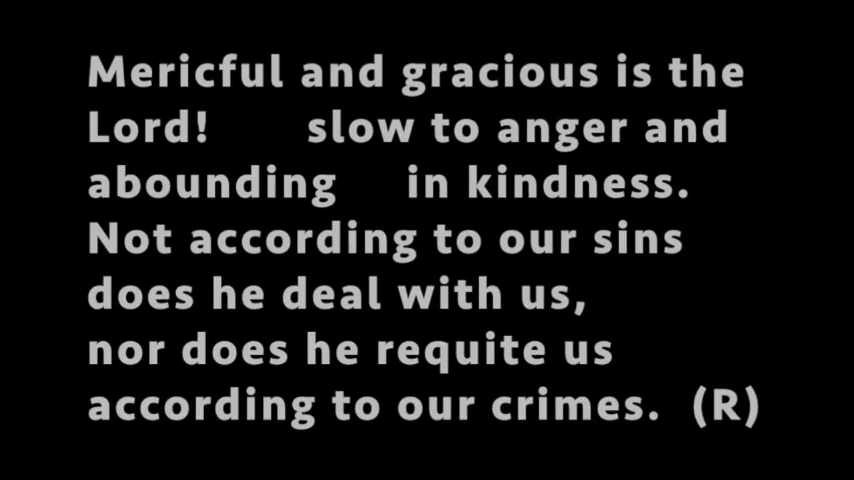 Mericful and gracious is the
Lord! slow to anger and
abounding in kindness.
Not according to our sins
does he deal with us,
nor does he requite us
according to our crimes. (R)